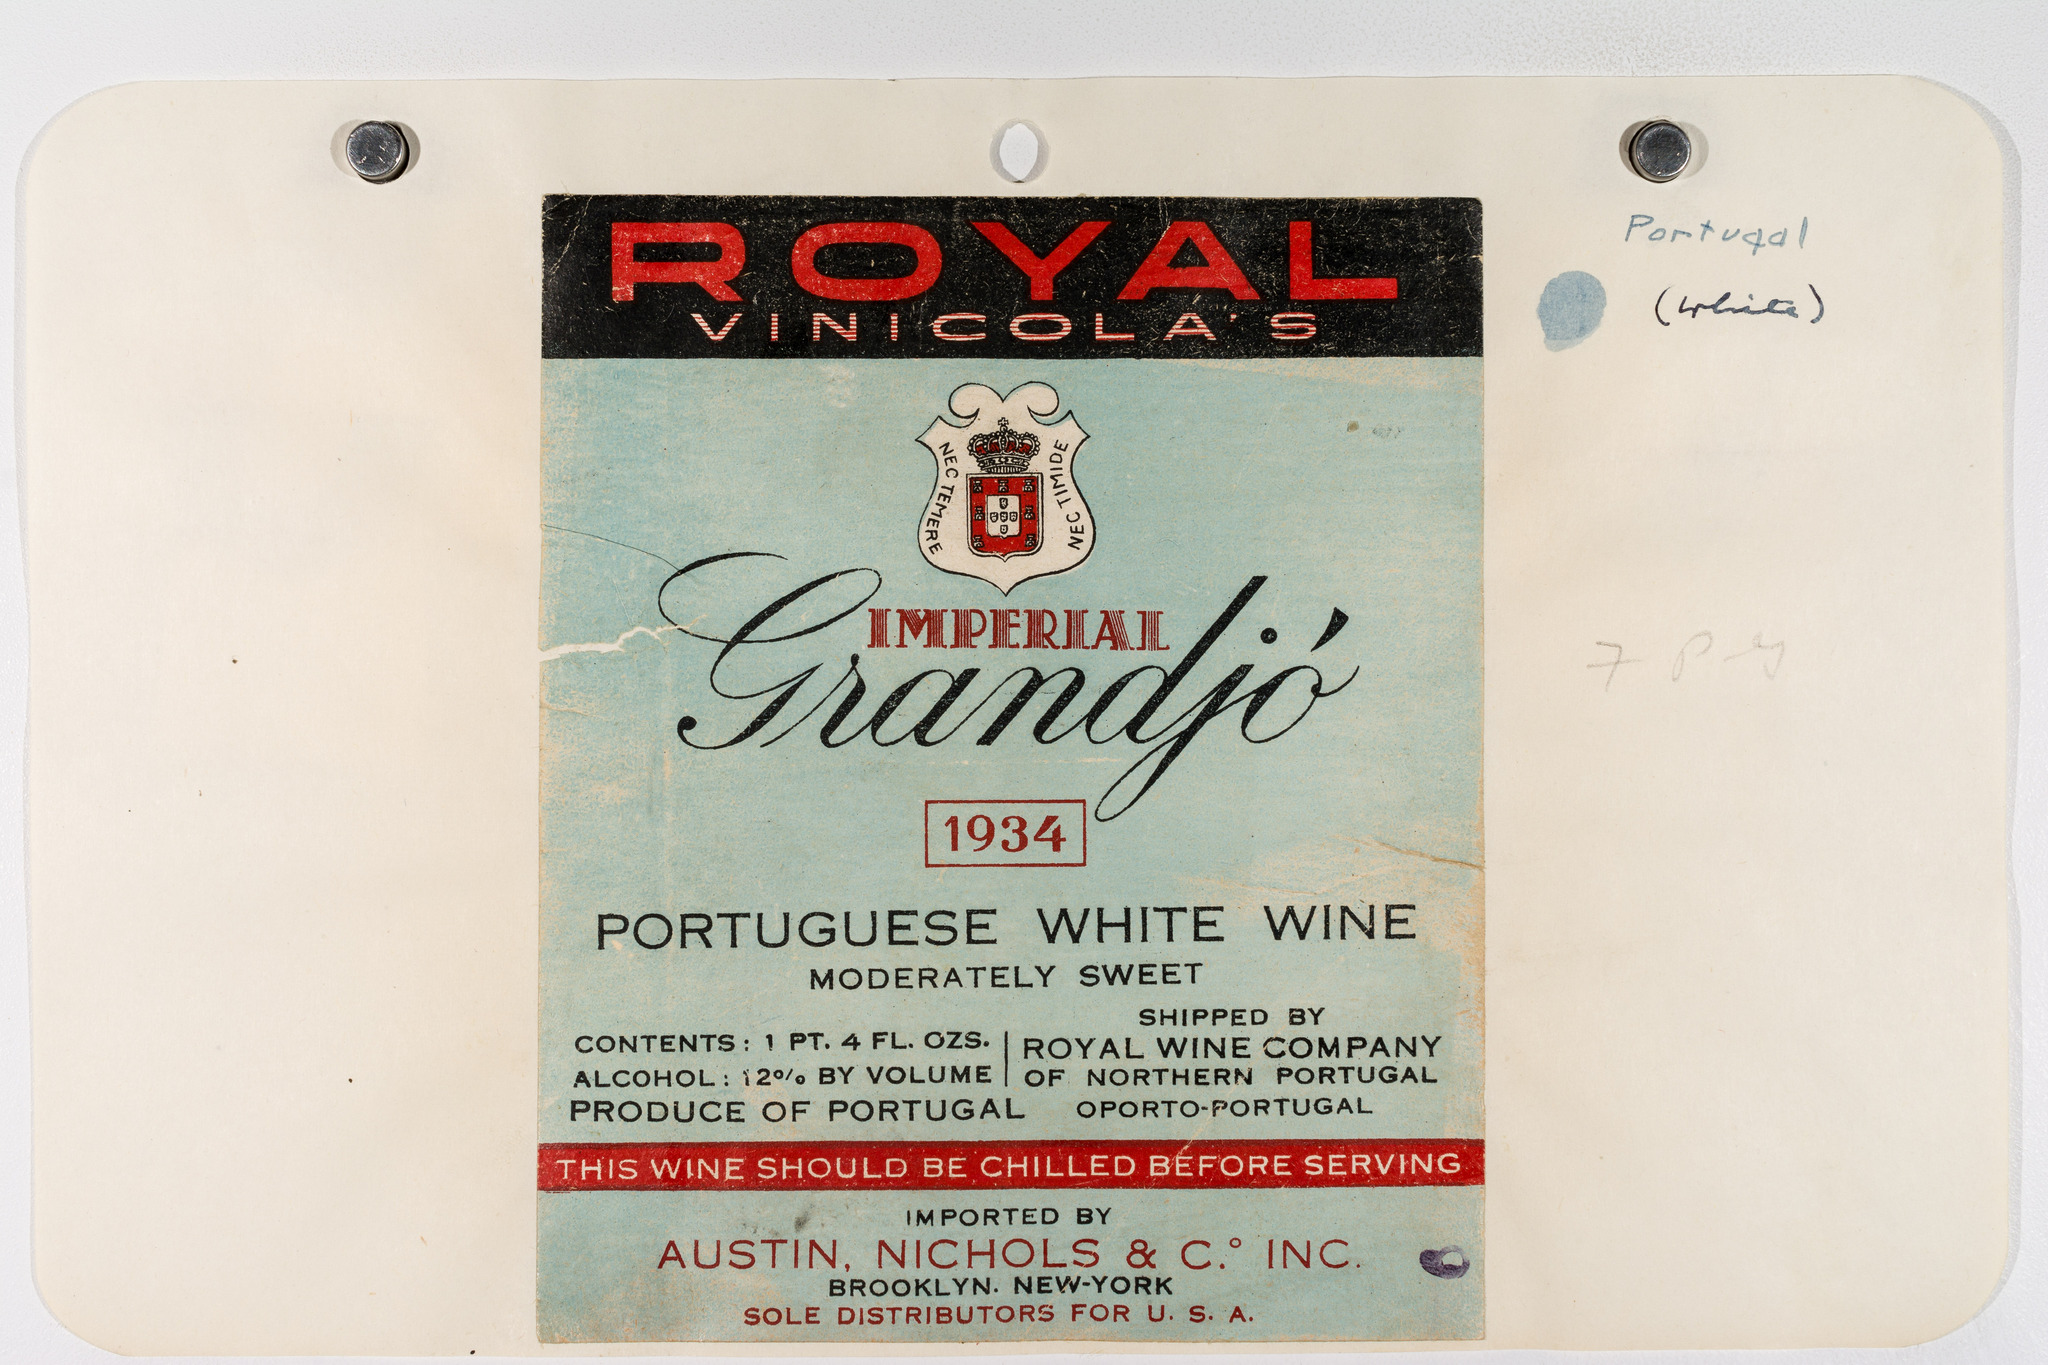 ROYAL
VINICOLA'S
NEC TEMERE
NEC TIMIDE
IMPERIAL
Grandjó
1934
PORTUGUESE WHITE WINE
MODERATELY SWEET
CONTENTS: 1 PT. 4 FL. OZS.
ALCOHOL: 12% BY VOLUME
PRODUCE OF PORTUGAL
SHIPPED BY
ROYAL WINE COMPANY
OF NORTHERN PORTUGAL
OPORTO-PORTUGAL
THIS WINE SHOULD BE CHILLED BEFORE SERVING
IMPORTED BY
AUSTIN, NICHOLS & C.º INC.
BROOKLYN. NEW-YORK
SOLE DISTRIBUTORS FOR U. S. A.
Portugal
(white)